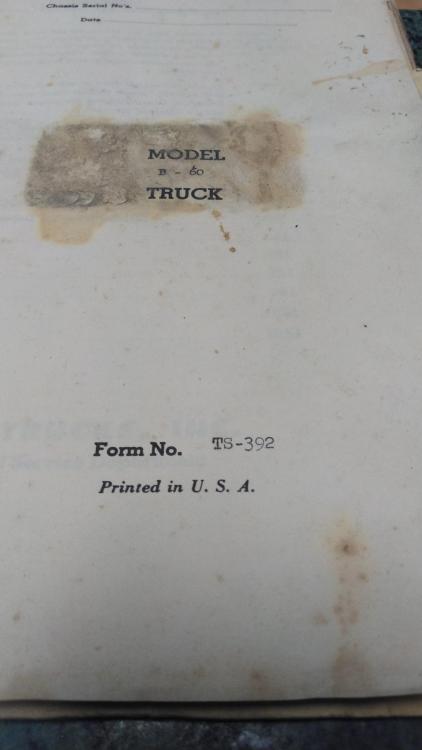 Chassis Serial No's.
Date
MODEL
B - 60
TRUCK
Form No. TS-392
Printed in U. S. A.